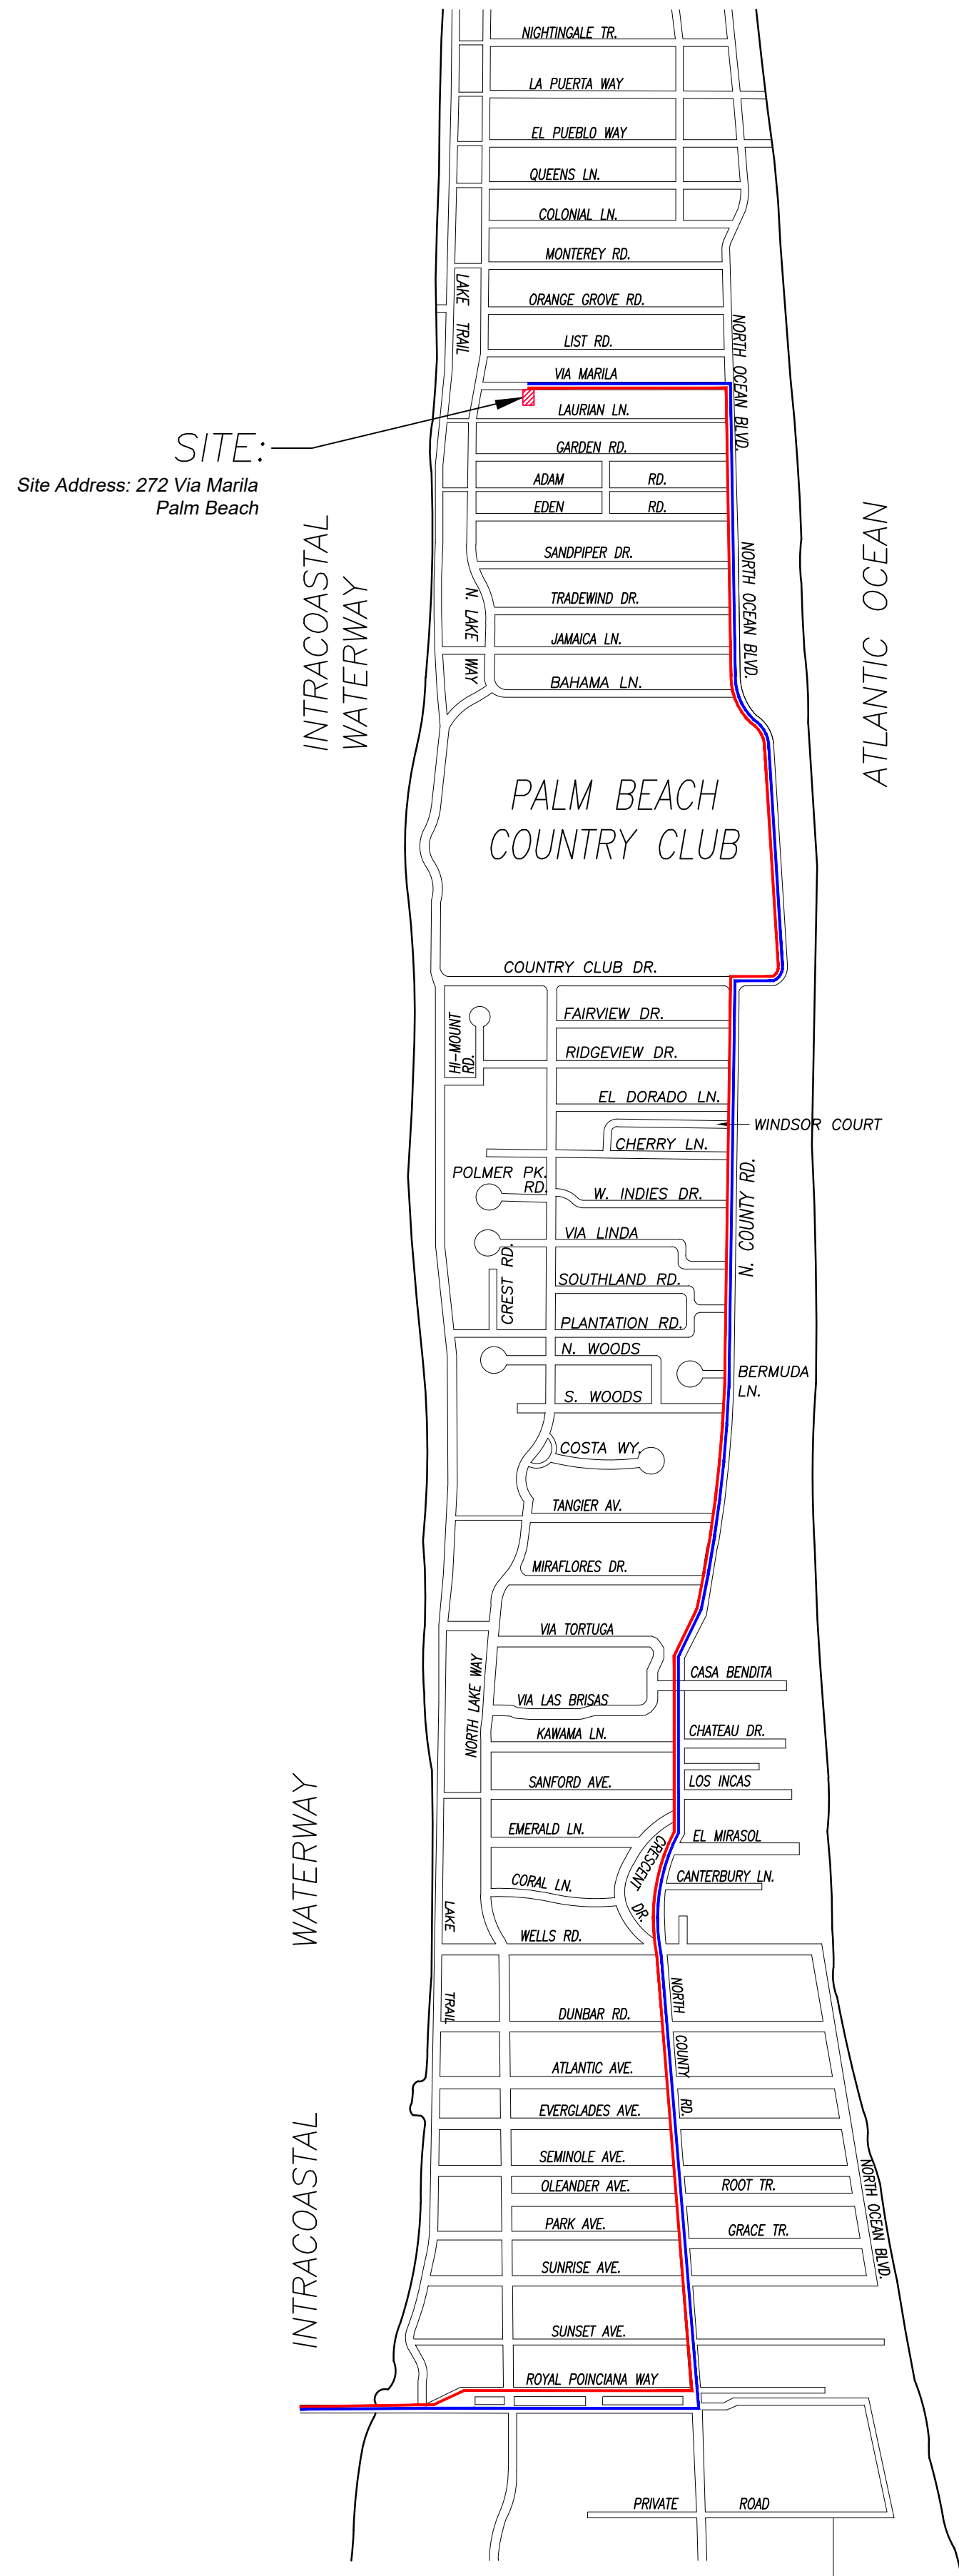 NIGHTINGALE TR.
LA PUERTA WAY
EL PUEBLO WAY
QUEENS LN.
COLONIAL LN.
MONTEREY RD.
LAKE TRAIL
ORANGE GROVE RD.
NORTH OCEAN BLVD.
LIST RD.
VIA MARILA
LAURIAN LN.
SITE:
Site Address: 272 Via Marila
Palm Beach
GARDEN RD.
ADAM RD.
EDEN RD.
INTRACOASTAL
WATERWAY
ATLANTIC OCEAN
SANDPIPER DR.
NORTH OCEAN BLVD.
N. LAKE WAY
TRADEWIND DR.
JAMAICA LN.
BAHAMA LN.
PALM BEACH
COUNTRY CLUB
COUNTRY CLUB DR.
HI-MOUNT
RD.
FAIRVIEW DR.
RIDGEVIEW DR.
EL DORADO LN.
WINDSOR COURT
CHERRY LN.
POLMER PK.
RD.
W. INDIES DR.
N. COUNTY RD.
VIA LINDA
CREST RD.
SOUTHLAND RD.
PLANTATION RD.
N. WOODS
BERMUDA
LN.
S. WOODS
COSTA WY.
TANGIER AV.
MIRAFLORES DR.
VIA TORTUGA
NORTH LAKE WAY
CASA BENDITA
VIA LAS BRISAS
KAWAMA LN.
CHATEAU DR.
SANFORD AVE.
LOS INCAS
EMERALD LN.
CRESCENT
DR.
EL MIRASOL
CORAL LN.
CANTERBURY LN.
WATERWAY
LAKE
TRAIL
WELLS RD.
NORTH
COUNTY
RD.
DUNBAR RD.
ATLANTIC AVE.
EVERGLADES AVE.
INTRACOASTAL
SEMINOLE AVE.
OLEANDER AVE.
ROOT TR.
NORTH OCEAN BLVD.
PARK AVE.
GRACE TR.
SUNRISE AVE.
SUNSET AVE.
ROYAL POINCIANA WAY
PRIVATE ROAD